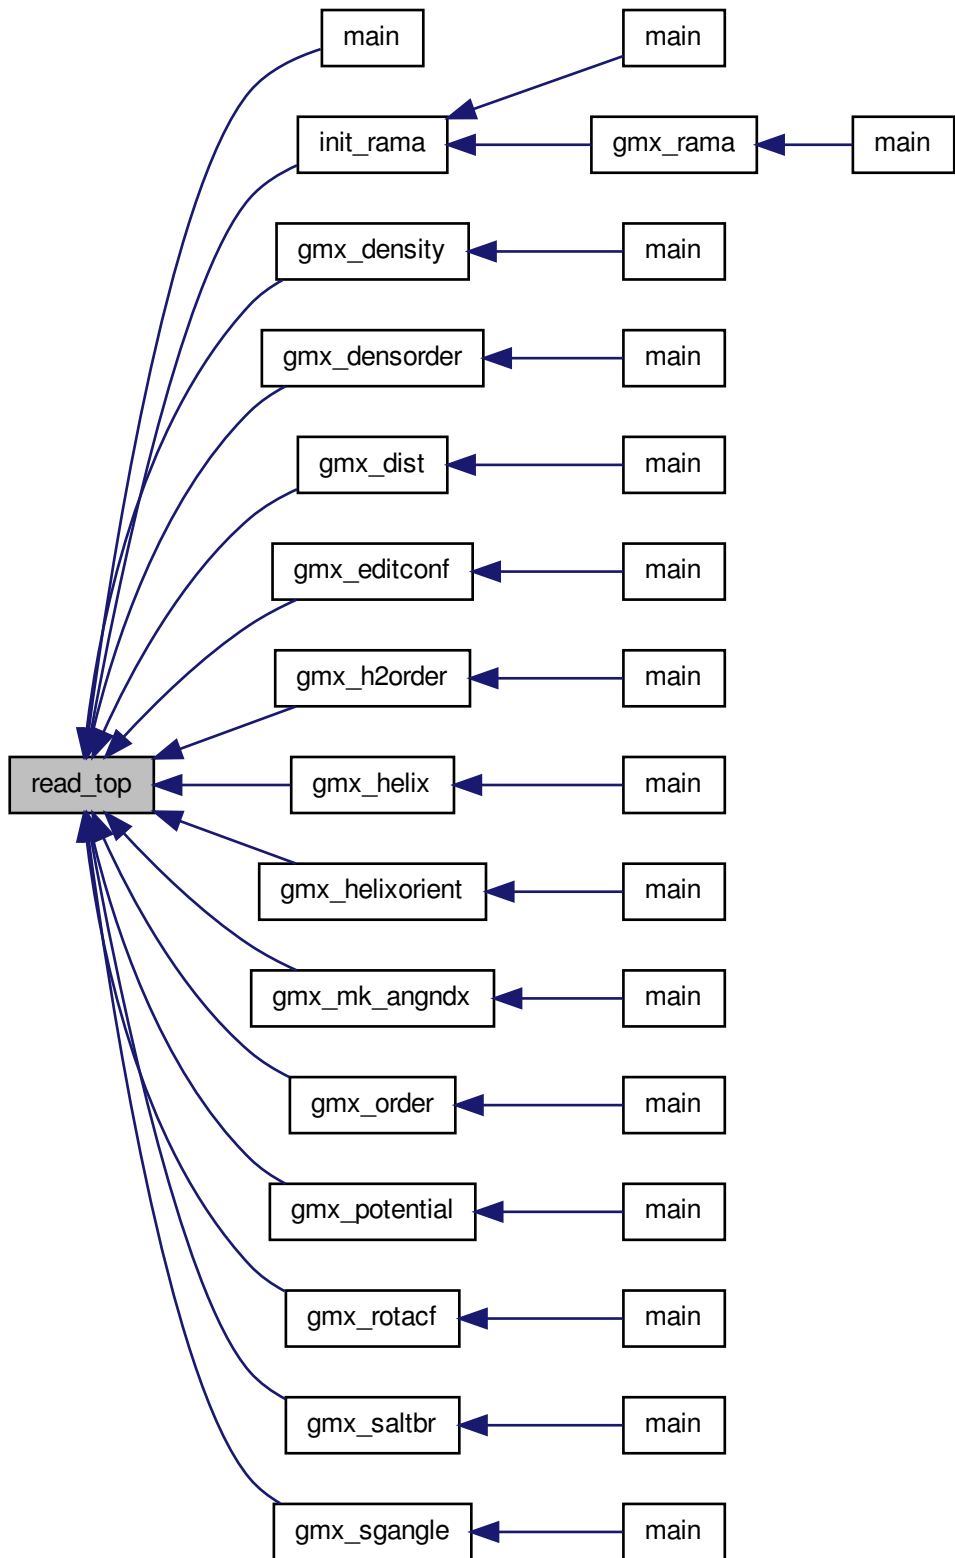 main
main
init_rama
gmx_rama
main
gmx_density
main
gmx_densorder
main
gmx_dist
main
gmx_editconf
main
gmx_h2order
main
read_top
gmx_helix
main
gmx_helixorient
main
gmx_mk_angndx
main
gmx_order
main
gmx_potential
main
gmx_rotacf
main
gmx_saltbr
main
gmx_sgangle
main